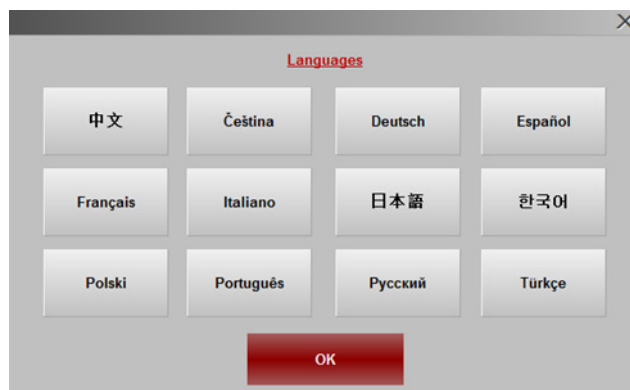 Languages
中文 Čeština Deutsch Español
Français Italiano 日本語 한국어
Polski Português Русский Türkçe
OK